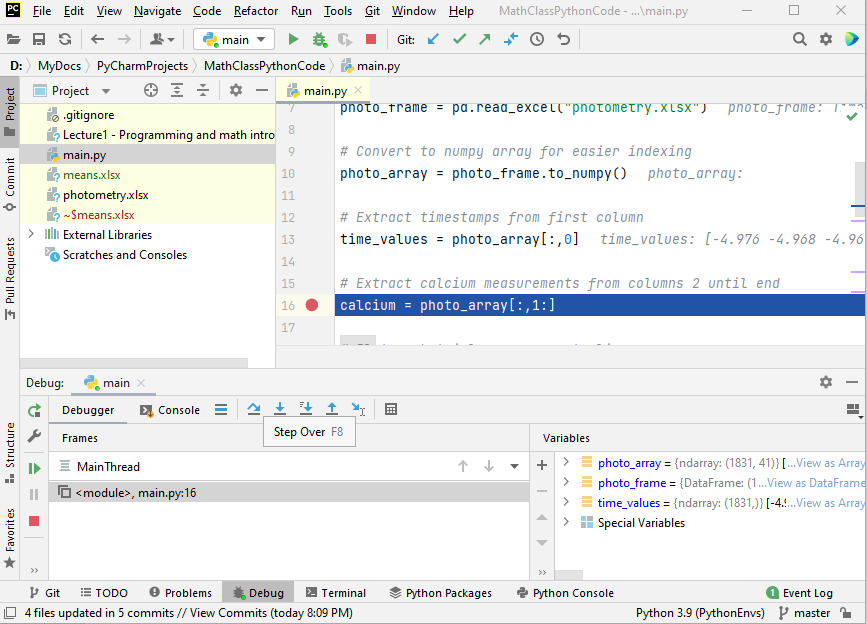 PC File Edit View Navigate Code Refactor Run Tools Git Window Help MathClassPythonCode - ...\main.py
main Git:
D: MyDocs PyCharmProjects MathClassPythonCode main.py
Project
Project
main.py
.gitignore
Lecture1 - Programming and math intro
main.py
means.xlsx
photometry.xlsx
~$means.xlsx
External Libraries
Scratches and Consoles
Commit
Pull Requests
7 photo_frame = pd.read_excel("photometry.xlsx") photo_frame:
8
9 # Convert to numpy array for easier indexing
10 photo_array = photo_frame.to_numpy() photo_array:
11
12 # Extract timestamps from first column
13 time_values = photo_array[:,0] time_values: [-4.976 -4.968 -4.96
14
15 # Extract calcium measurements from columns 2 until end
16 calcium = photo_array[:,1:]
17
Debug: main
Debugger Console
Step Over F8
Frames
Variables
MainThread
<module>, main.py:16
photo_array = {ndarray: (1831, 41)} [...View as Array
photo_frame = {DataFrame: (1...View as DataFrame
time_values = {ndarray: (1831,)} [-4.9...View as Array
Special Variables
Structure
Favorites
Git TODO Problems Debug Terminal Python Packages Python Console 1 Event Log
4 files updated in 5 commits // View Commits (today 8:09 PM) Python 3.9 (PythonEnvs) master